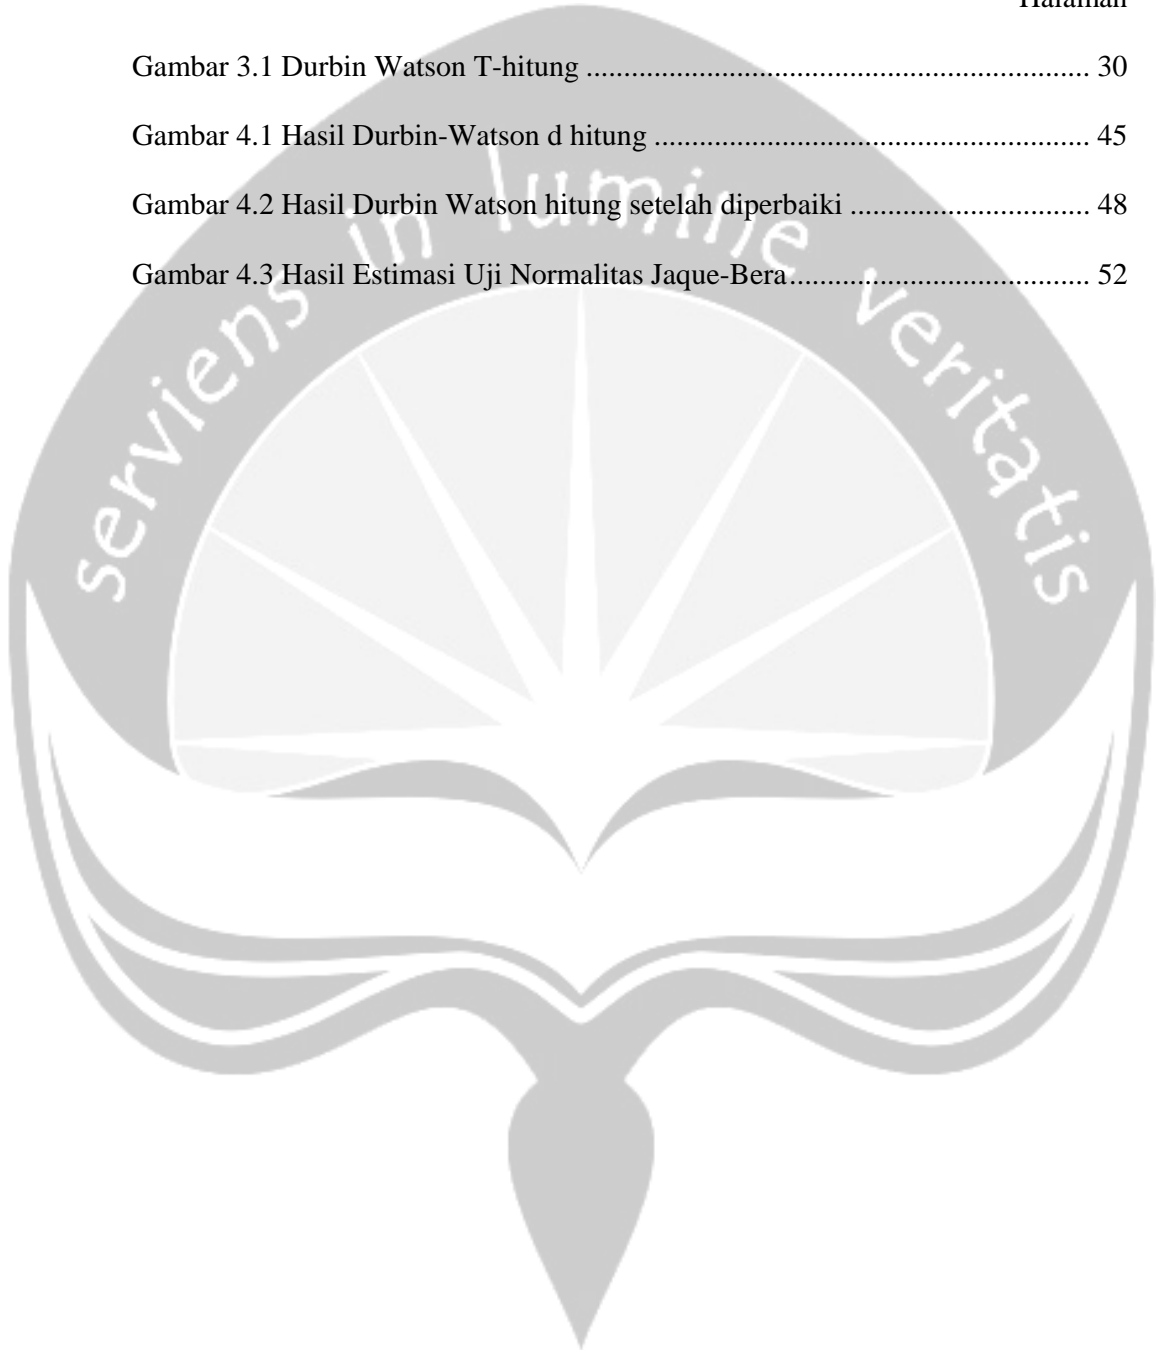 Halaman
Gambar 3.1 Durbin Watson T-hitung ................................................................... 30
Gambar 4.1 Hasil Durbin-Watson d hitung .......................................................... 45
Gambar 4.2 Hasil Durbin Watson hitung setelah diperbaiki ................................ 48
Gambar 4.3 Hasil Estimasi Uji Normalitas Jaque-Bera........................................ 52
serviens in lumine veritatis